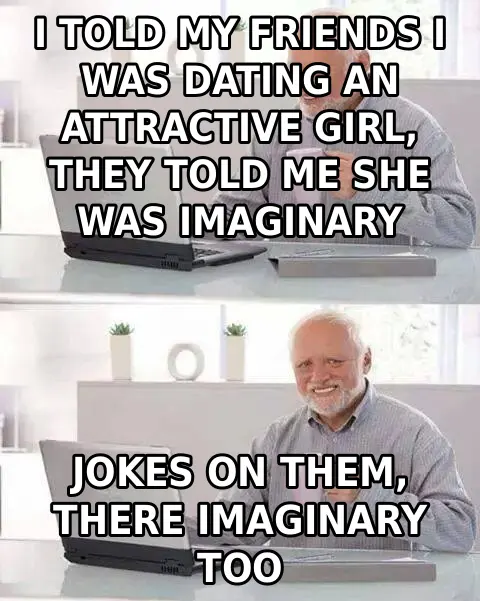 I TOLD MY FRIENDS I
WAS DATING AN
ATTRACTIVE GIRL,
THEY TOLD ME SHE
WAS IMAGINARY
JOKES ON THEM,
THERE IMAGINARY
TOO